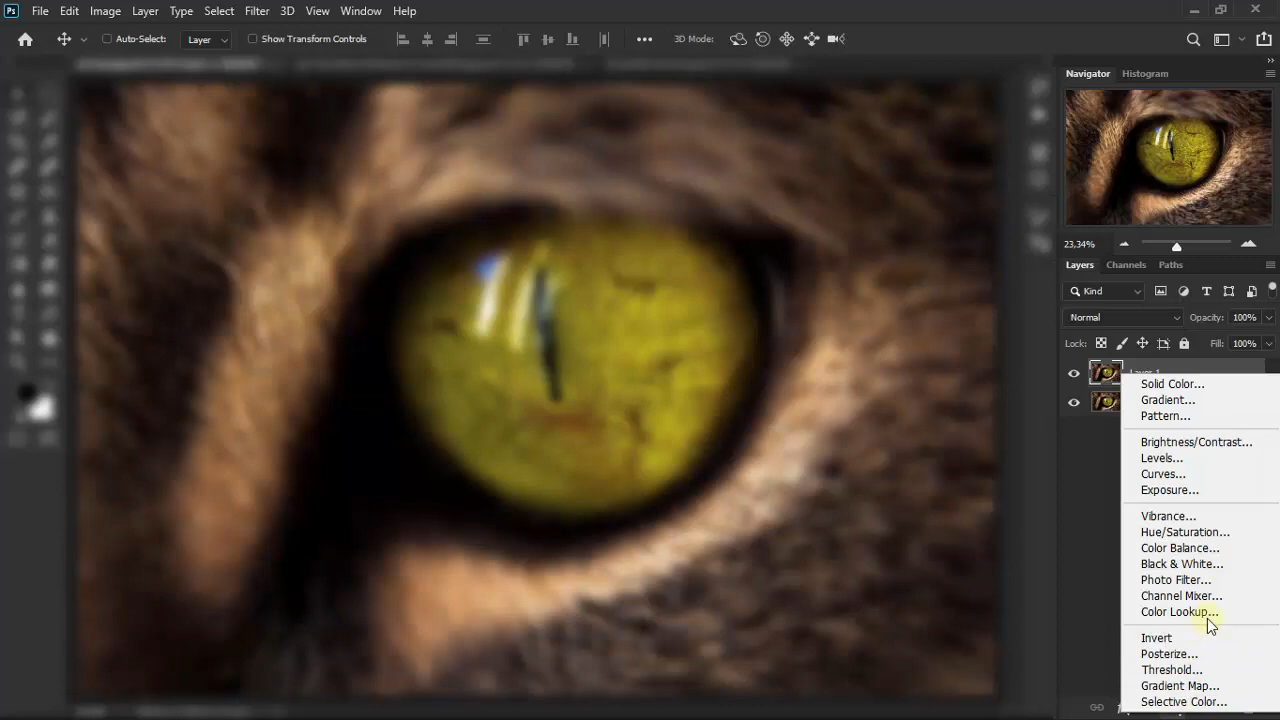 Ps File Edit Image Layer Type Select Filter 3D View Window Help
Auto-Select: Layer Show Transform Controls 3D Mode:
Navigator Histogram
23,34%
Layers Channels Paths
Kind
Normal Opacity: 100%
Lock: Fill: 100%
Solid Color...
Gradient...
Pattern...
Brightness/Contrast...
Levels...
Curves...
Exposure...
Vibrance...
Hue/Saturation...
Color Balance...
Black & White...
Photo Filter...
Channel Mixer...
Color Lookup...
Invert
Posterize...
Threshold...
Gradient Map...
Selective Color...